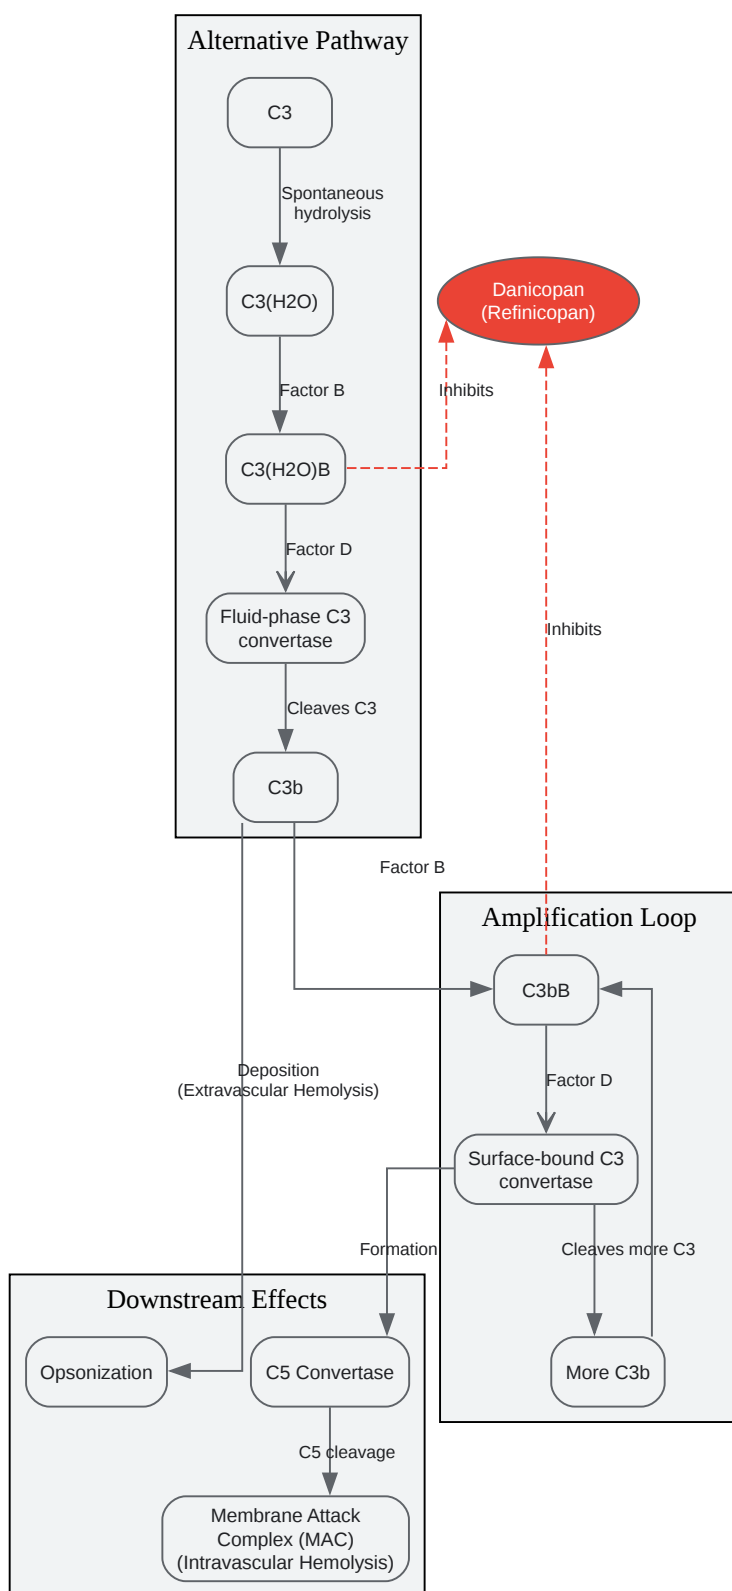 Alternative Pathway
C3
Spontaneous
hydrolysis
C3(H2O)
Danicopan
(Refinicopan)
Factor B
Inhibits
C3(H2O)B
Factor D
Fluid-phase C3
convertase
Inhibits
Cleaves C3
C3b
Factor B
Amplification Loop
C3bB
Deposition
(Extravascular Hemolysis)
Factor D
Surface-bound C3
convertase
Formation
Cleaves more C3
Downstream Effects
Opsonization
C5 Convertase
More C3b
C5 cleavage
Membrane Attack
Complex (MAC)
(Intravascular Hemolysis)